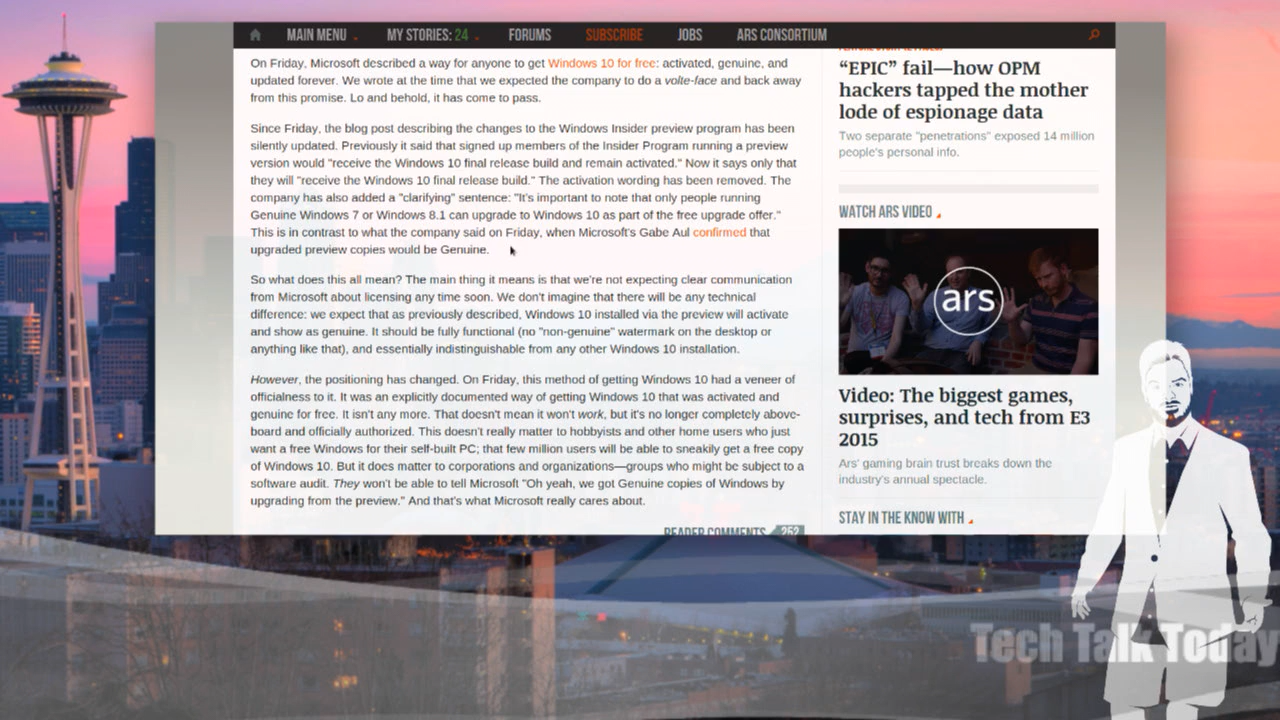 MAIN MENU
MY STORIES: 24
FORUMS
SUBSCRIBE
JOBS
ARS CONSORTIUM
On Friday, Microsoft described a way for anyone to get Windows 10 for free: activated, genuine, and
updated forever. We wrote at the time that we expected the company to do a volte-face and back away
from this promise. Lo and behold, it has come to pass.
Since Friday, the blog post describing the changes to the Windows Insider preview program has been
silently updated. Previously it said that signed up members of the Insider Program running a preview
version would "receive the Windows 10 final release build and remain activated." Now it says only that
they will "receive the Windows 10 final release build." The activation wording has been removed. The
company has also added a "clarifying" sentence: "It's important to note that only people running
Genuine Windows 7 or Windows 8.1 can upgrade to Windows 10 as part of the free upgrade offer."
This is in contrast to what the company said on Friday, when Microsoft's Gabe Aul confirmed that
upgraded preview copies would be Genuine.
So what does this all mean? The main thing it means is that we're not expecting clear communication
from Microsoft about licensing any time soon. We don't imagine that there will be any technical
difference: we expect that as previously described, Windows 10 installed via the preview will activate
and show as genuine. It should be fully functional (no "non-genuine" watermark on the desktop or
anything like that), and essentially indistinguishable from any other Windows 10 installation.
However, the positioning has changed. On Friday, this method of getting Windows 10 had a veneer of
officialness to it. It was an explicitly documented way of getting Windows 10 that was activated and
genuine for free. It isn't any more. That doesn't mean it won't work, but it's no longer completely above-
board and officially authorized. This doesn't really matter to hobbyists and other home users who just
want a free Windows for their self-built PC; that few million users will be able to sneakily get a free copy
of Windows 10. But it does matter to corporations and organizations—groups who might be subject to a
software audit. They won't be able to tell Microsoft "Oh yeah, we got Genuine copies of Windows by
upgrading from the preview." And that's what Microsoft really cares about.
READER COMMENTS 252
“EPIC” fail—how OPM
hackers tapped the mother
lode of espionage data
Two separate "penetrations" exposed 14 million
people's personal info.
WATCH ARS VIDEO
ars
Video: The biggest games,
surprises, and tech from E3
2015
Ars' gaming brain trust breaks down the
industry's annual spectacle.
STAY IN THE KNOW WITH
Tech Talk Today